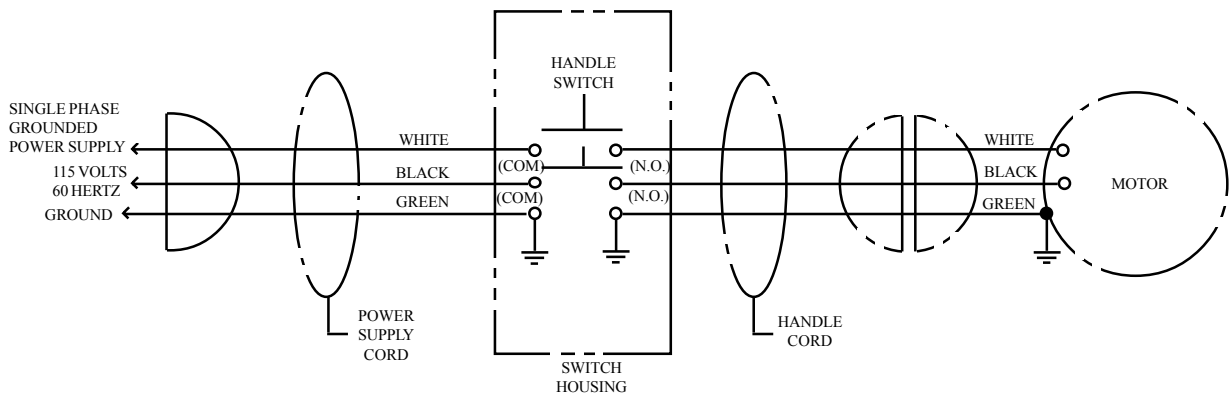 HANDLE
SWITCH
SINGLE PHASE
GROUNDED
POWER SUPPLY
115 VOLTS
60 HERTZ
GROUND
WHITE
BLACK
GREEN
(COM)
(COM)
(N.O.)
(N.O.)
WHITE
BLACK
GREEN
MOTOR
POWER
SUPPLY
CORD
SWITCH
HOUSING
HANDLE
CORD